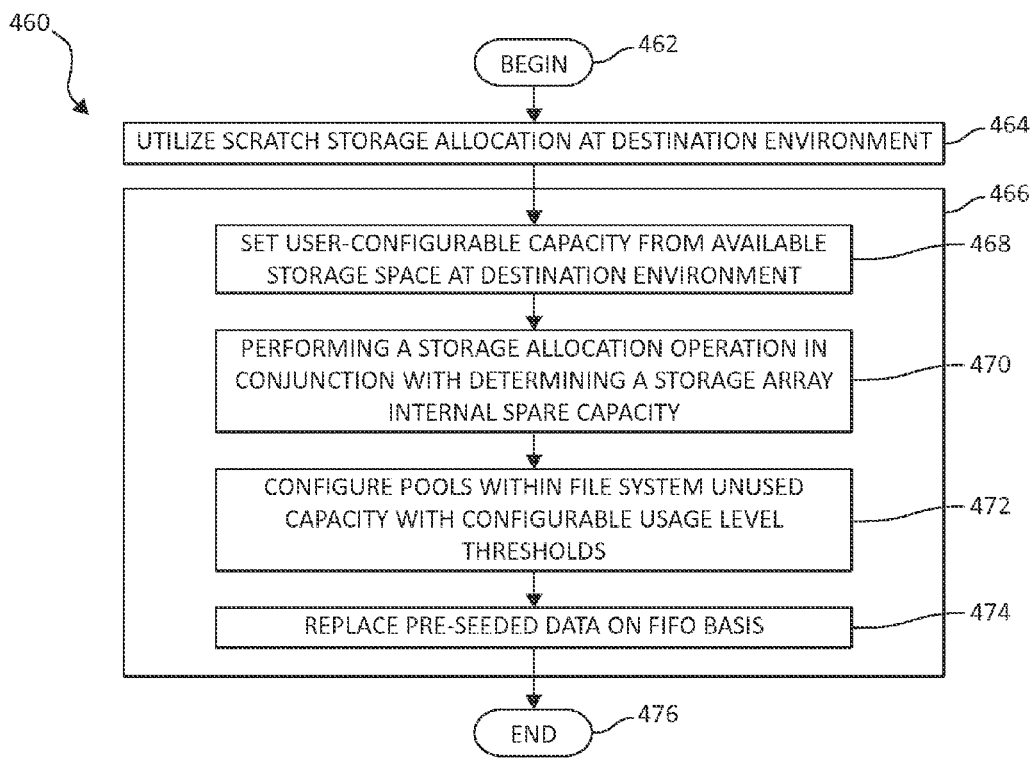 460
BEGIN
462
UTILIZE SCRATCH STORAGE ALLOCATION AT DESTINATION ENVIRONMENT
464
466
SET USER-CONFIGURABLE CAPACITY FROM AVAILABLE
STORAGE SPACE AT DESTINATION ENVIRONMENT
468
PERFORMING A STORAGE ALLOCATION OPERATION IN
CONJUNCTION WITH DETERMINING A STORAGE ARRAY
INTERNAL SPARE CAPACITY
470
CONFIGURE POOLS WITHIN FILE SYSTEM UNUSED
CAPACITY WITH CONFIGURABLE USAGE LEVEL
THRESHOLDS
472
REPLACE PRE-SEEDED DATA ON FIFO BASIS
474
END
476